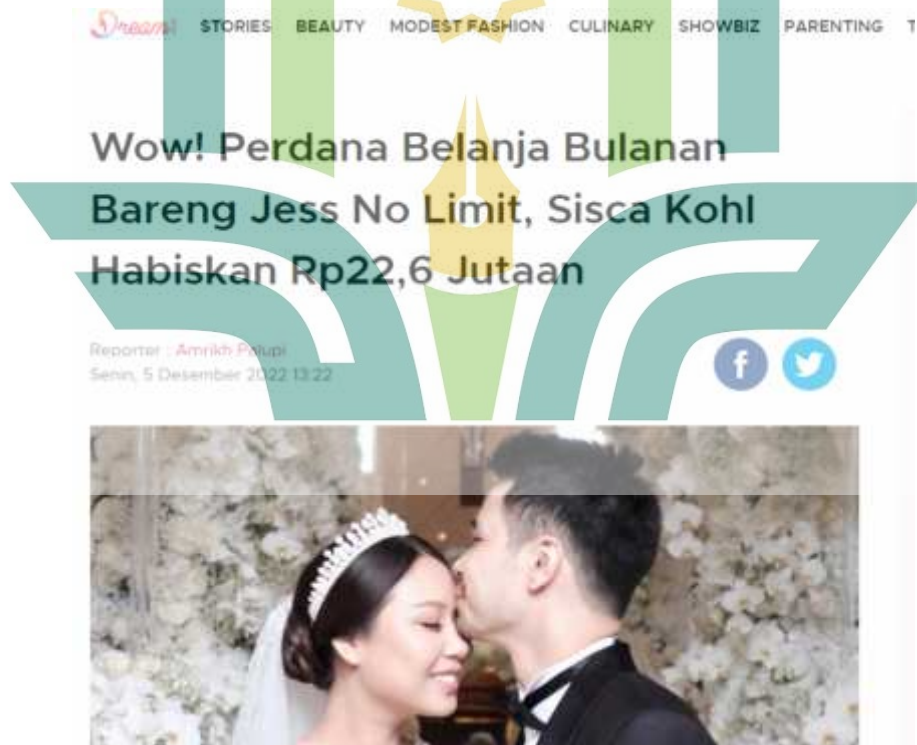 Dream STORIES BEAUTY MODEST FASHION CULINARY SHOWBIZ PARENTING T
Wow! Perdana Belanja Bulanan
Bareng Jess No Limit, Sisca Kohl
Habiskan Rp22,6 Jutaan
Reporter : Amrikh Palupi
Senin, 5 Desember 2022 13:22